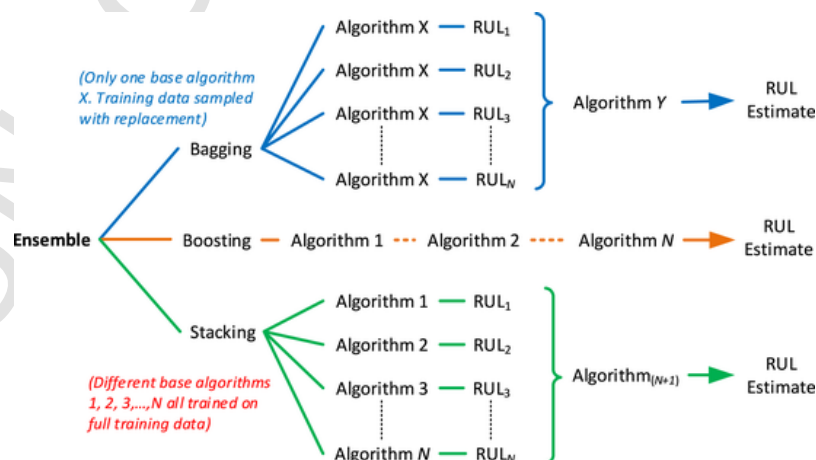 Algorithm X — RUL₁
Algorithm X — RUL₂
(Only one base algorithm
X. Training data sampled
with replacement)
Algorithm X — RUL₃
Algorithm Y
RUL
Estimate
Bagging
Algorithm X — RULN
Ensemble
Boosting
Algorithm 1
Algorithm 2
Algorithm N
RUL
Estimate
Stacking
Algorithm 1 — RUL₁
Algorithm 2 — RUL₂
Algorithm 3 — RUL₃
Algorithm(N+1)
RUL
Estimate
(Different base algorithms
1, 2, 3,...,N all trained on
full training data)
Algorithm N — RULN